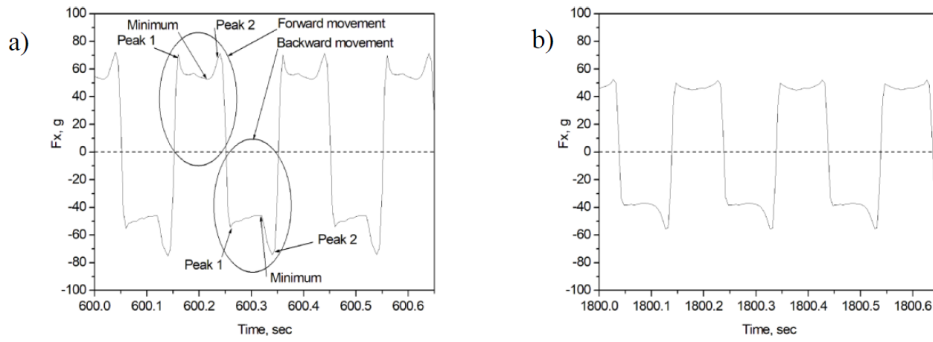 a)
100
80
60
40
20
0
-20
-40
-60
-80
-100
Fx, g
Minimum
Peak 1
Peak 2
Forward movement
Backward movement
Peak 1
Peak 2
Minimum
600.0 600.1 600.2 600.3 600.4 600.5 600.6
Time, sec
b)
100
80
60
40
20
0
-20
-40
-60
-80
-100
Fx, g
1800.0 1800.1 1800.2 1800.3 1800.4 1800.5 1800.6
Time, sec